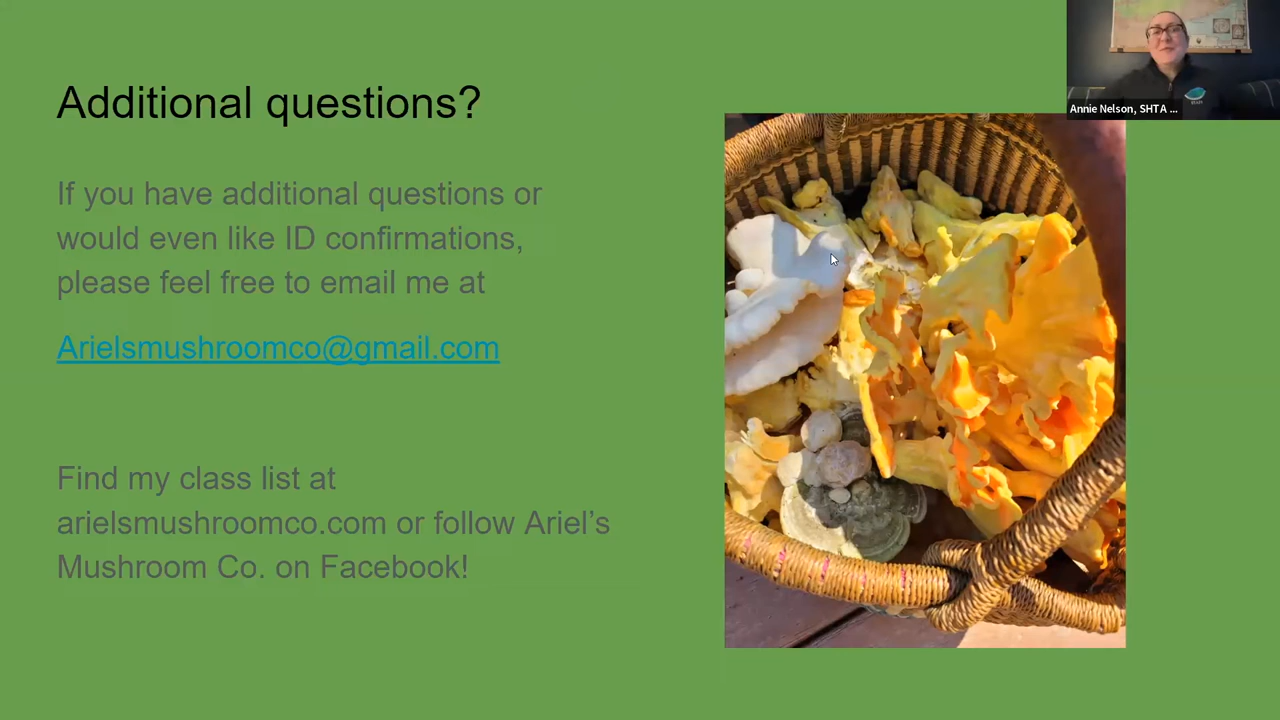 Additional questions?
If you have additional questions or
would even like ID confirmations,
please feel free to email me at
Arielsmushroomco@gmail.com
Find my class list at
arielsmushroomco.com or follow Ariel’s
Mushroom Co. on Facebook!
Annie Nelson, SHTA ...